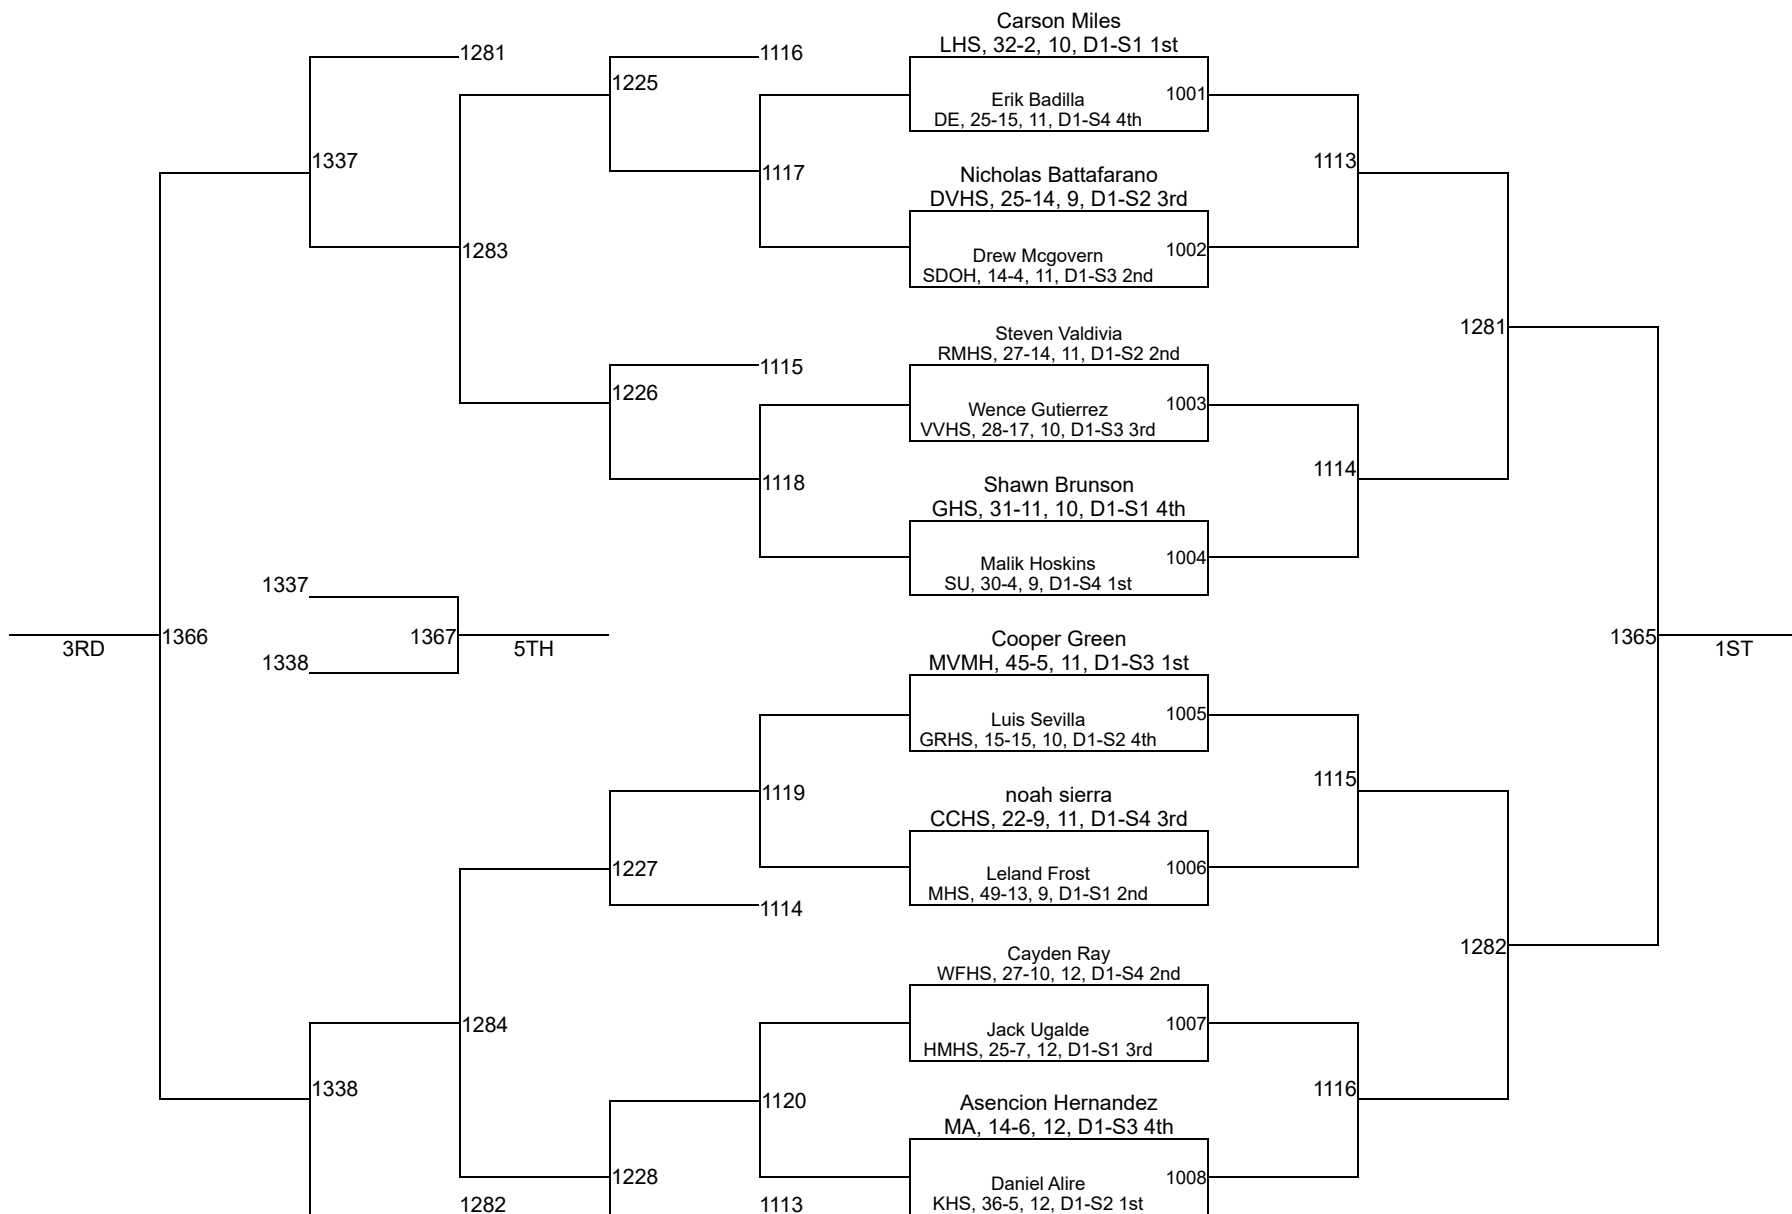 Carson Miles
LHS, 32-2, 10, D1-S1 1st
1281
1116
1225
Erik Badilla
1001
DE, 25-15, 11, D1-S4 4th
1337
1117
Nicholas Battafarano
1113
DVHS, 25-14, 9, D1-S2 3rd
1283
Drew Mcgovern
1002
SDOH, 14-4, 11, D1-S3 2nd
Steven Valdivia
1281
RMHS, 27-14, 11, D1-S2 2nd
1115
1226
Wence Gutierrez
1003
VVHS, 28-17, 10, D1-S3 3rd
1118
Shawn Brunson
1114
GHS, 31-11, 10, D1-S1 4th
Malik Hoskins
1004
SU, 30-4, 9, D1-S4 1st
1337
3RD
1366
1367
5TH
1338
Cooper Green
1365
1ST
MVMH, 45-5, 11, D1-S3 1st
Luis Sevilla
1005
GRHS, 15-15, 10, D1-S2 4th
1119
noah sierra
1115
CCHS, 22-9, 11, D1-S4 3rd
1227
Leland Frost
1006
MHS, 49-13, 9, D1-S1 2nd
1114
Cayden Ray
1282
WFHS, 27-10, 12, D1-S4 2nd
1284
Jack Ugalde
1007
HMHS, 25-7, 12, D1-S1 3rd
1338
1120
Asencion Hernandez
1116
MA, 14-6, 12, D1-S3 4th
1228
Daniel Alire
1008
1282
1113
KHS, 36-5, 12, D1-S2 1st